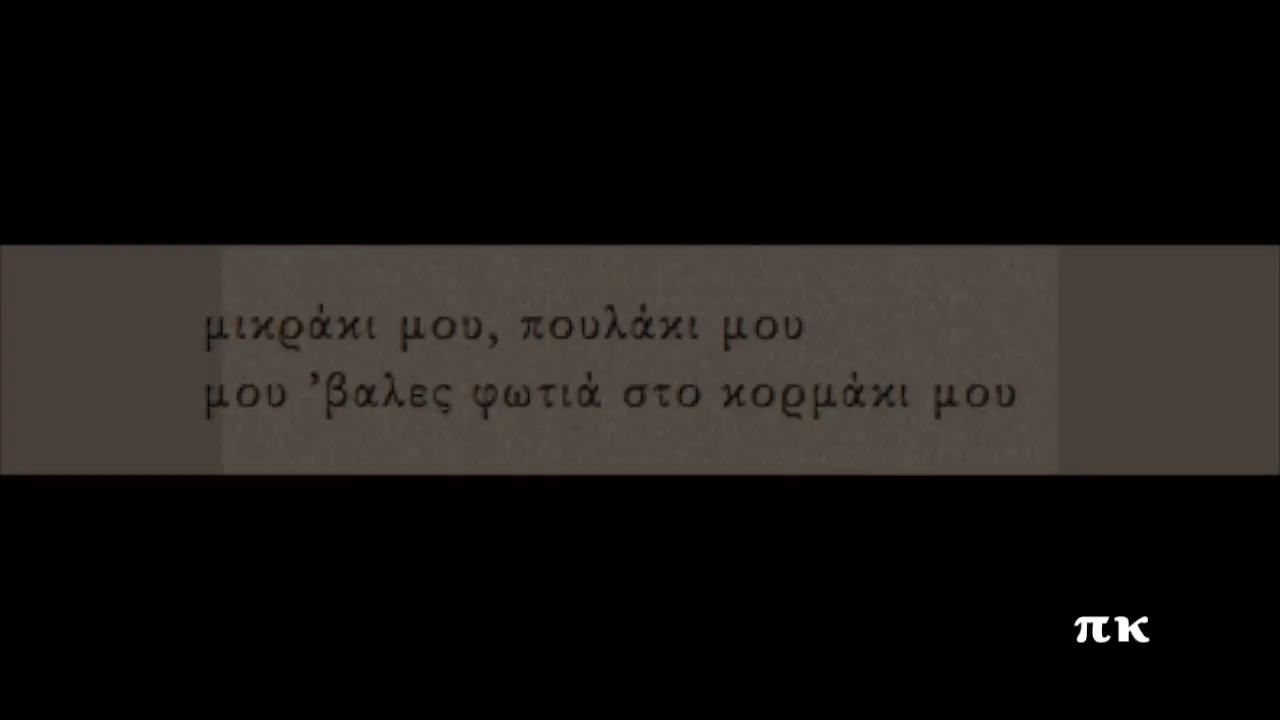 μικράκι μου, πουλάκι μου
μου ’βαλες φωτιά στο κορμάκι μου
πκ